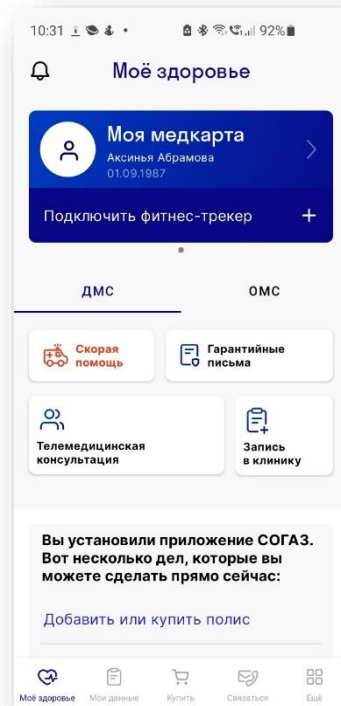 10:31
92%
Моё здоровье
Моя медкарта
Аксинья Абрамова
01.09.1987
Подключить фитнес-трекер +
ДМС
ОМС
Скорая
помощь
Гарантийные
письма
Телемедицинская
консультация
Запись
в клинику
Вы установили приложение СОГАЗ.
Вот несколько дел, которые вы
можете сделать прямо сейчас:
Добавить или купить полис
Моё здоровье
Мои данные
Купить
Связаться
Ещё